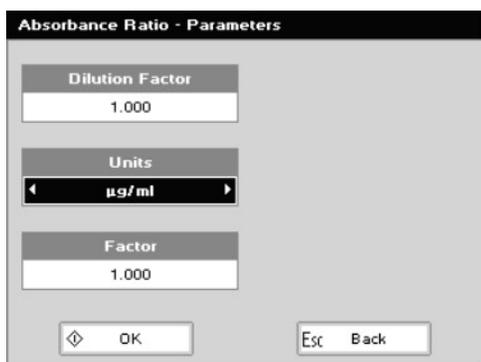 Absorbance Ratio - Parameters
Dilution Factor
1.000
Units
µg/ml
Factor
1.000
OK
Esc Back